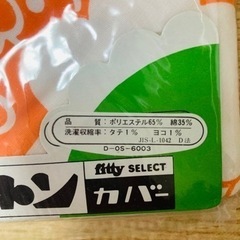 品質：ポリエステル65% 綿35%
洗濯収縮率：タテ1% ヨコ1%
JIS-L-1042 D法
D-OS-6003
fitty SELECT
トン カバー